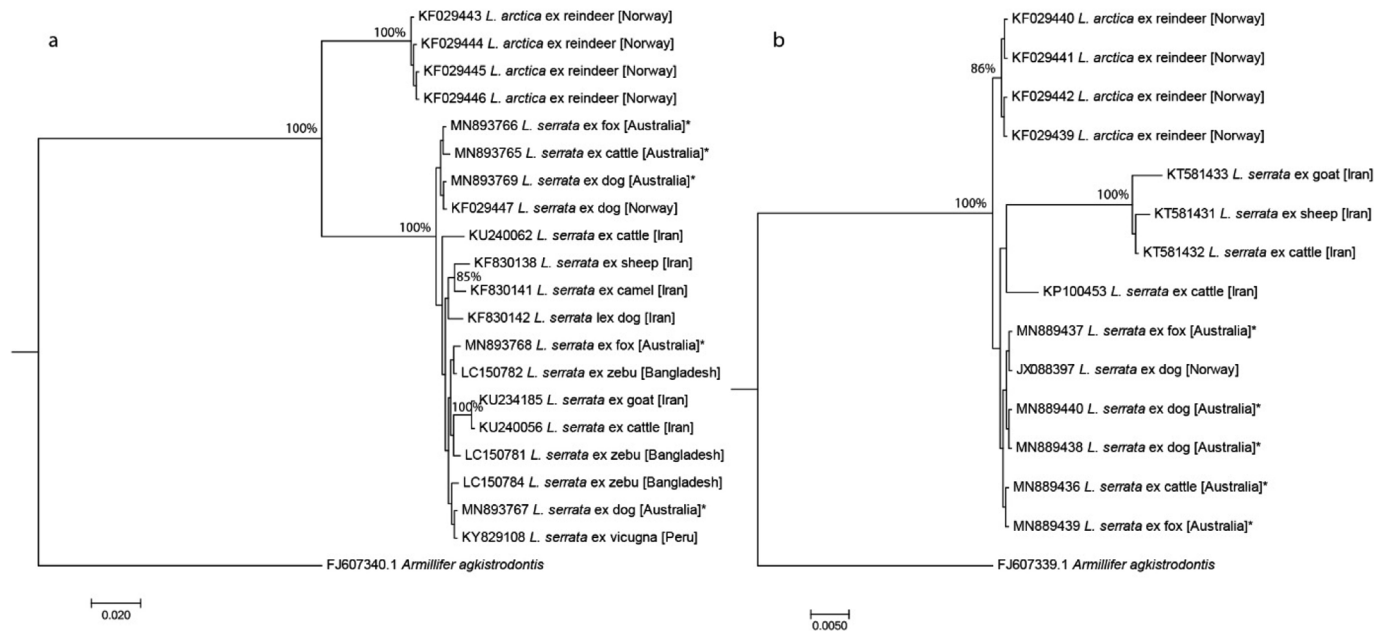 a
KF029443 L. arctica ex reindeer [Norway]
100%
KF029444 L. arctica ex reindeer [Norway]
KF029445 L. arctica ex reindeer [Norway]
KF029446 L. arctica ex reindeer [Norway]
100%
MN893766 L. serrata ex fox [Australia]*
MN893765 L. serrata ex cattle [Australia]*
MN893769 L. serrata ex dog [Australia]*
KF029447 L. serrata ex dog [Norway]
100%
KU240062 L. serrata ex cattle [Iran]
KF830138 L. serrata ex sheep [Iran]
85%
KF830141 L. serrata ex camel [Iran]
KF830142 L. serrata lex dog [Iran]
MN893768 L. serrata ex fox [Australia]*
LC150782 L. serrata ex zebu [Bangladesh]
KU234185 L. serrata ex goat [Iran]
100%
KU240056 L. serrata ex cattle [Iran]
LC150781 L. serrata ex zebu [Bangladesh]
LC150784 L. serrata ex zebu [Bangladesh]
MN893767 L. serrata ex dog [Australia]*
KY829108 L. serrata ex vicugna [Peru]
FJ607340.1 Armillifer agkistrodontis
0.020
b
KF029440 L. arctica ex reindeer [Norway]
KF029441 L. arctica ex reindeer [Norway]
86%
KF029442 L. arctica ex reindeer [Norway]
KF029439 L. arctica ex reindeer [Norway]
KT581433 L. serrata ex goat [Iran]
100%
100%
KT581431 L. serrata ex sheep [Iran]
KT581432 L. serrata ex cattle [Iran]
KP100453 L. serrata ex cattle [Iran]
MN889437 L. serrata ex fox [Australia]*
JX088397 L. serrata ex dog [Norway]
MN889440 L. serrata ex dog [Australia]*
MN889438 L. serrata ex dog [Australia]*
MN889436 L. serrata ex cattle [Australia]*
MN889439 L. serrata ex fox [Australia]*
FJ607339.1 Armillifer agkistrodontis
0.0050